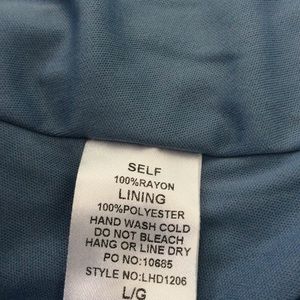 SELF
100%RAYON
LINING
100%POLYESTER
HAND WASH COLD
DO NOT BLEACH
HANG OR LINE DRY
PO NO:10685
STYLE NO:LHD1206
L/G